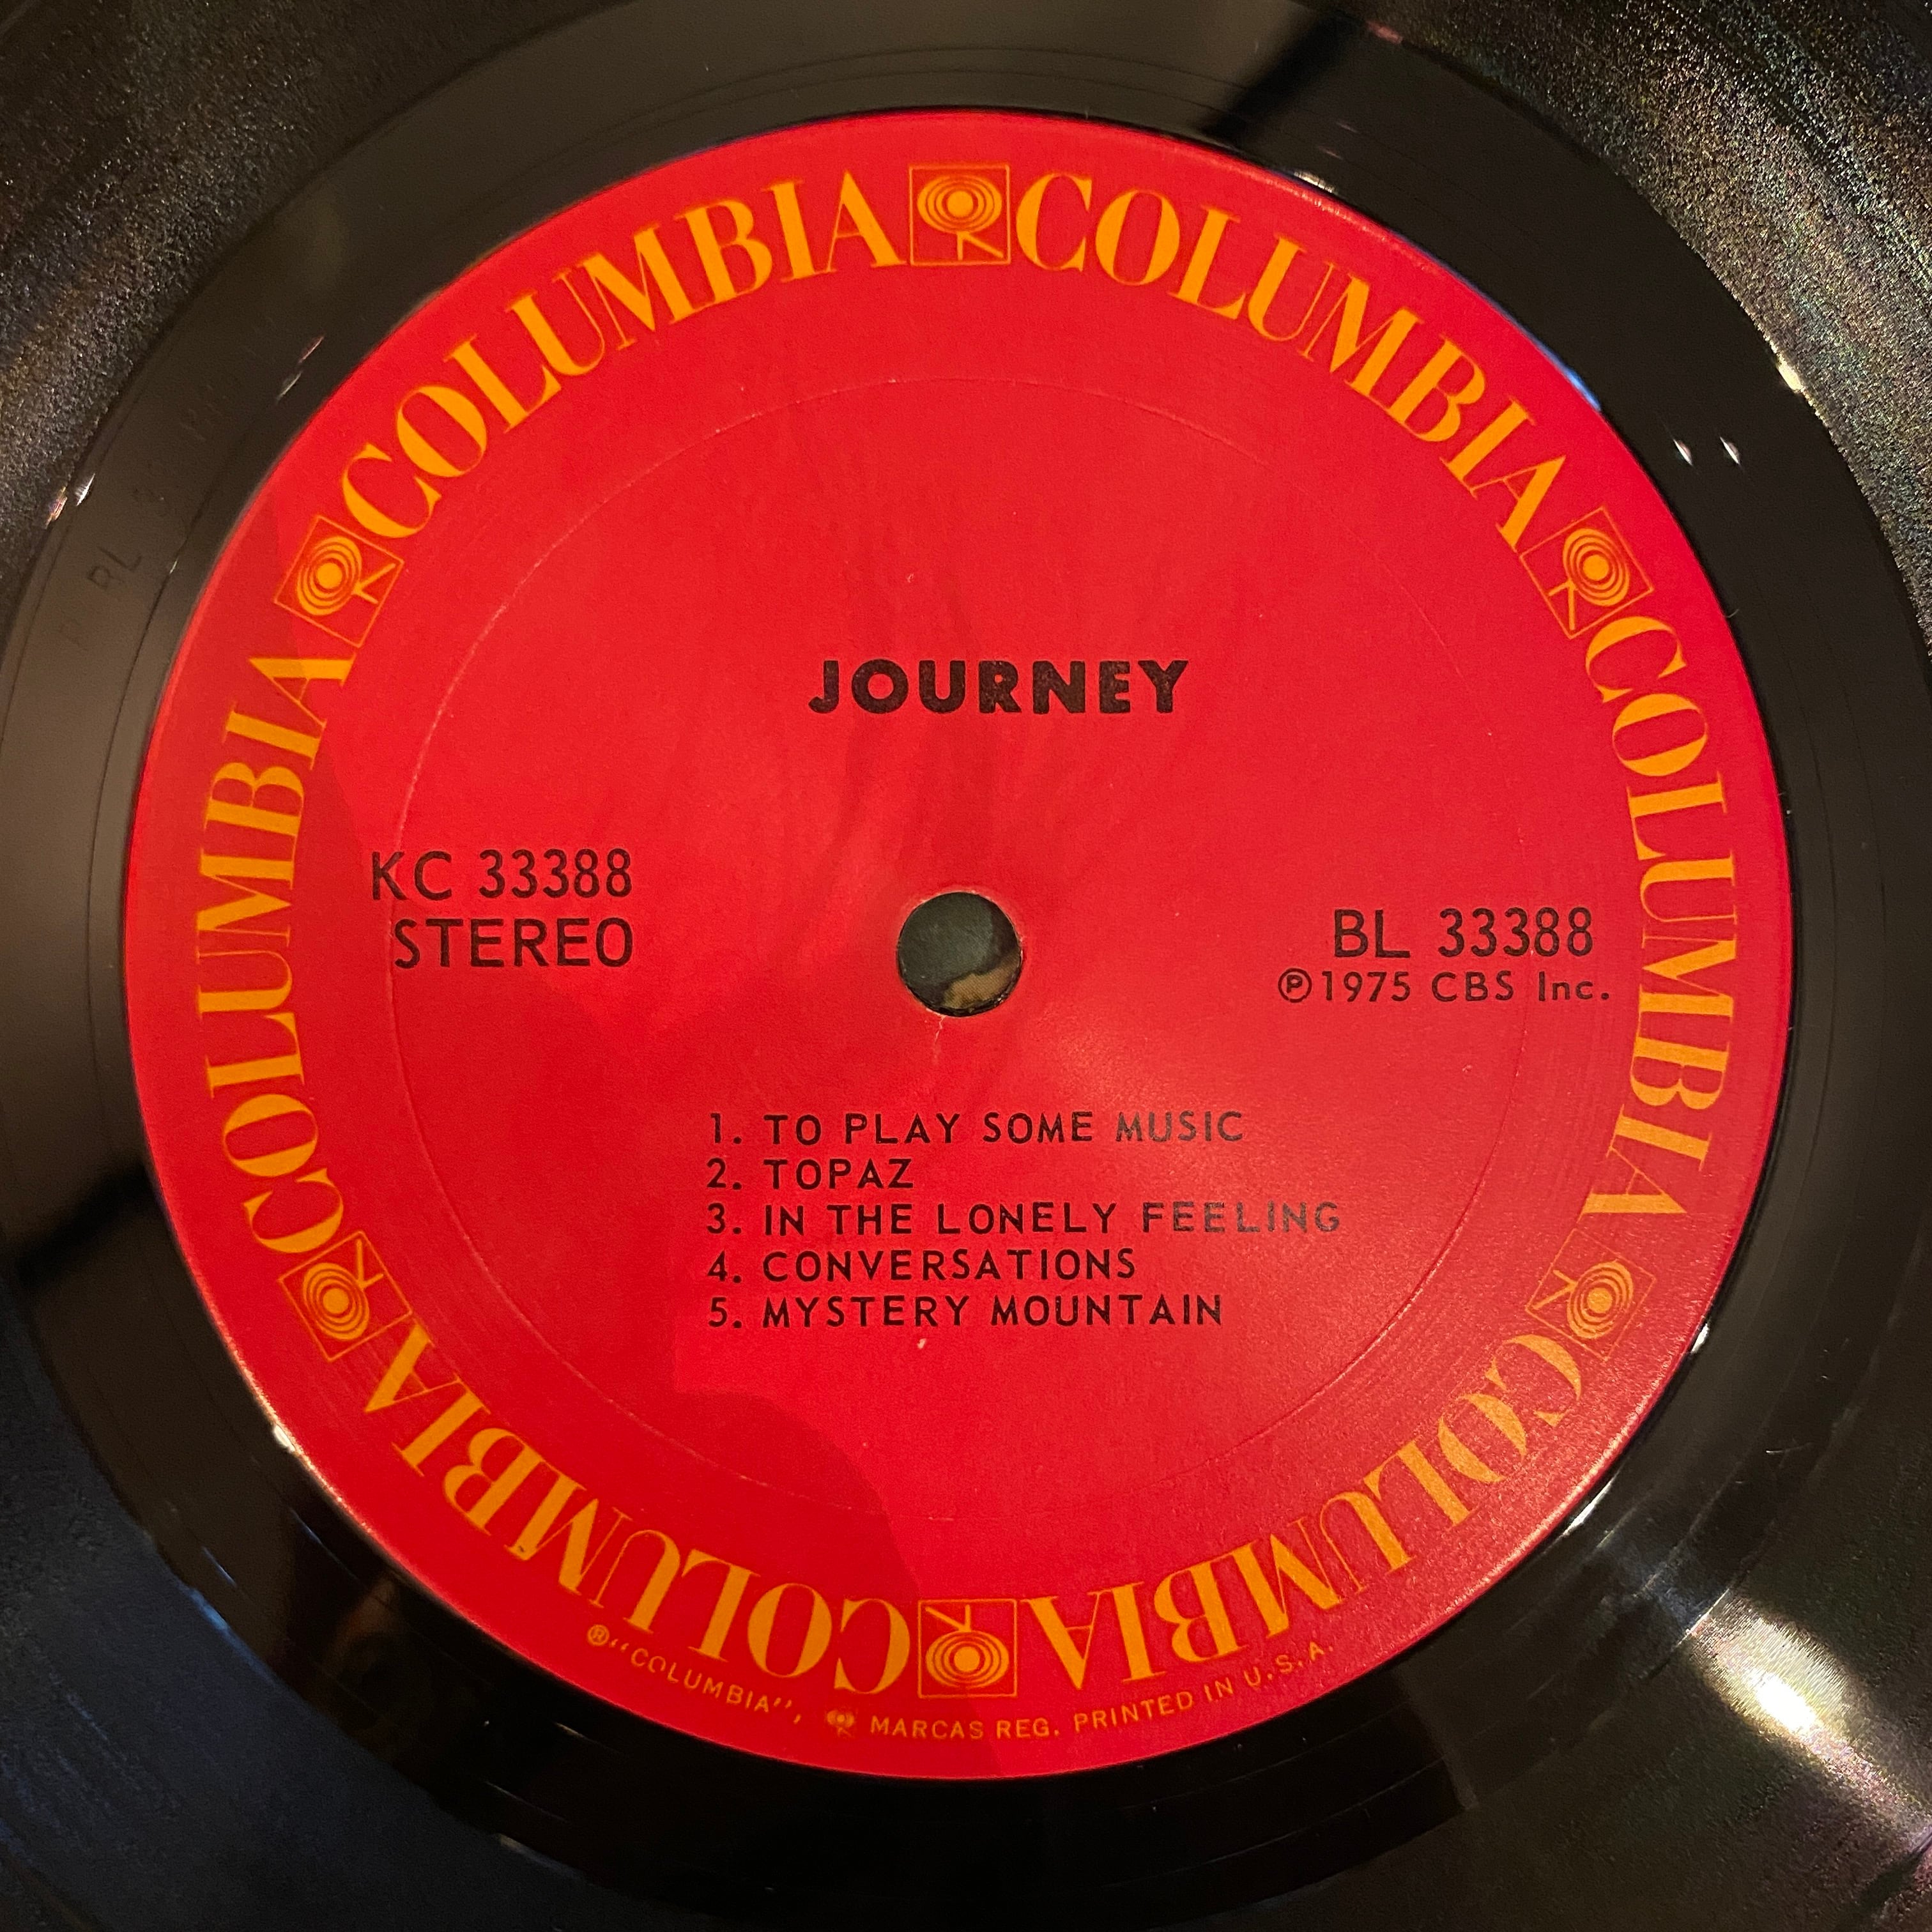 COLUMBIA COLUMBIA COLUMBIA COLUMBIA COLUMBIA COLUMBIA
JOURNEY
KC 33388
STEREO
BL 33388
Ⓟ1975 CBS Inc.
1. TO PLAY SOME MUSIC
2. TOPAZ
3. IN THE LONELY FEELING
4. CONVERSATIONS
5. MYSTERY MOUNTAIN
®"COLUMBIA", MARCAS REG. PRINTED IN U.S.A.